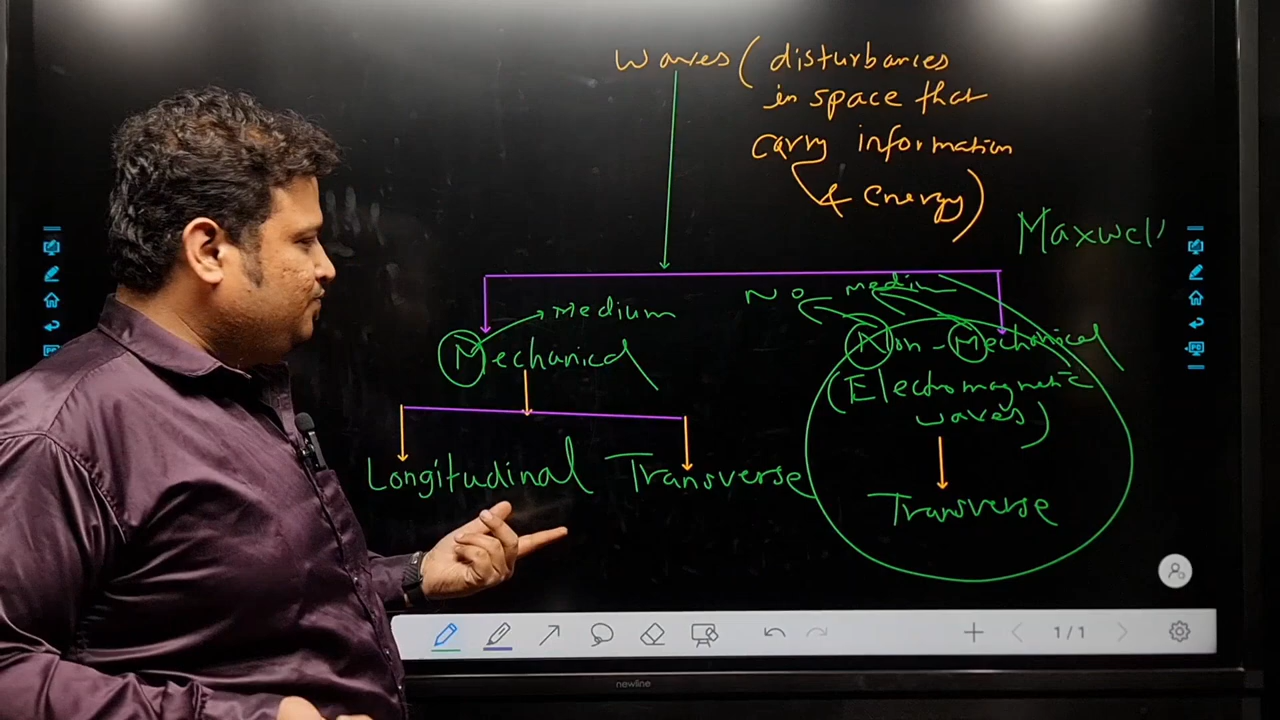 Waves (disturbances
in space that
carry information
& energy)
Maxwell
No medium
medium
Mechanical
Non-Mechanical
(Electromagnetic
waves)
Longitudinal
Transverse
Transverse
1/1
newline